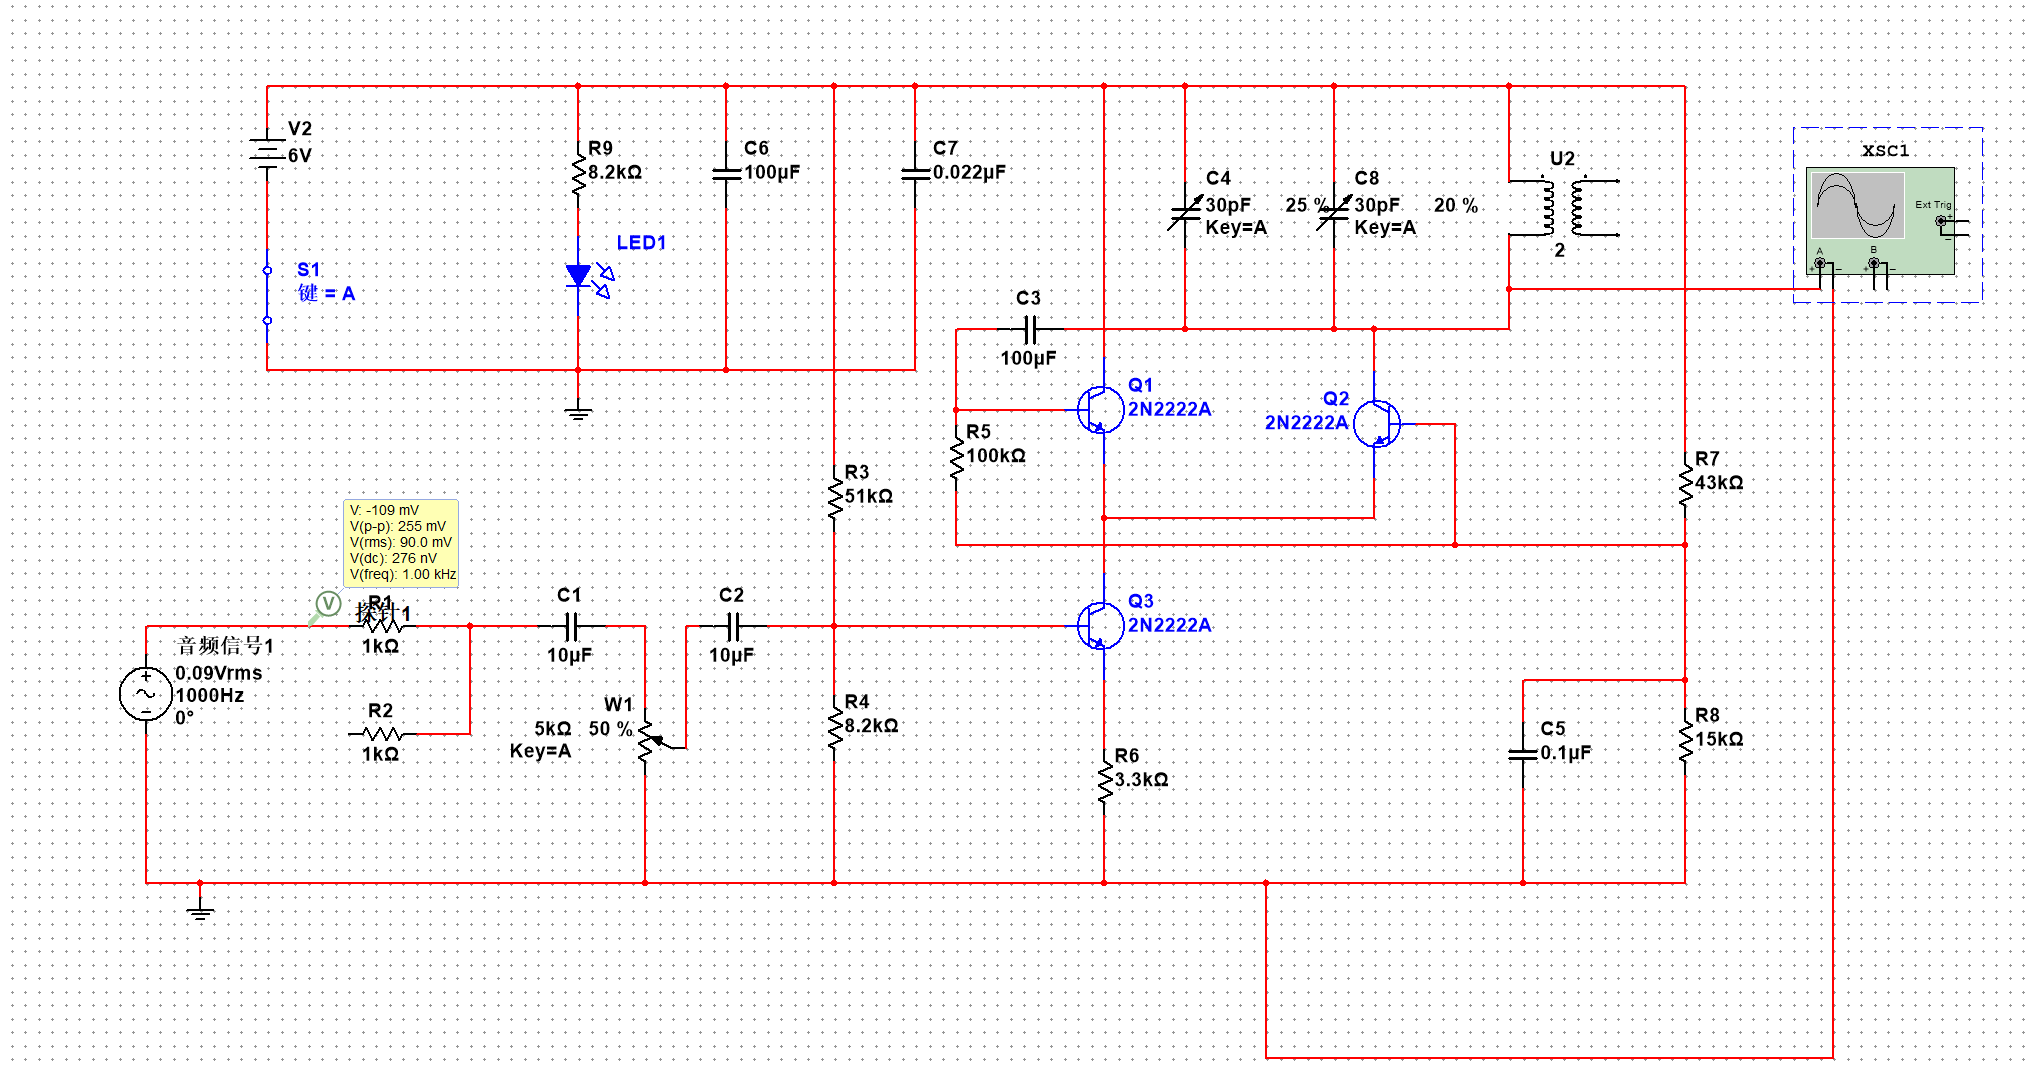 V2
6V
S1
键 = A
R9
8.2kΩ
LED1
C6
100µF
C7
0.022µF
C4
30pF
25 %
Key=A
C8
30pF
20 %
Key=A
U2
2
XSC1
Ext Trig
+
−
A
B
+
−
+
−
C3
100µF
Q1
2N2222A
Q2
2N2222A
R5
100kΩ
R3
51kΩ
R7
43kΩ
V: -109 mV
V(p-p): 255 mV
V(rms): 90.0 mV
V(dc): 276 nV
V(freq): 1.00 kHz
V
探针1
R1
1kΩ
音频信号1
0.09Vrms
1000Hz
0°
R2
1kΩ
C1
10µF
C2
10µF
W1
5kΩ
50 %
Key=A
R4
8.2kΩ
Q3
2N2222A
R6
3.3kΩ
C5
0.1µF
R8
15kΩ